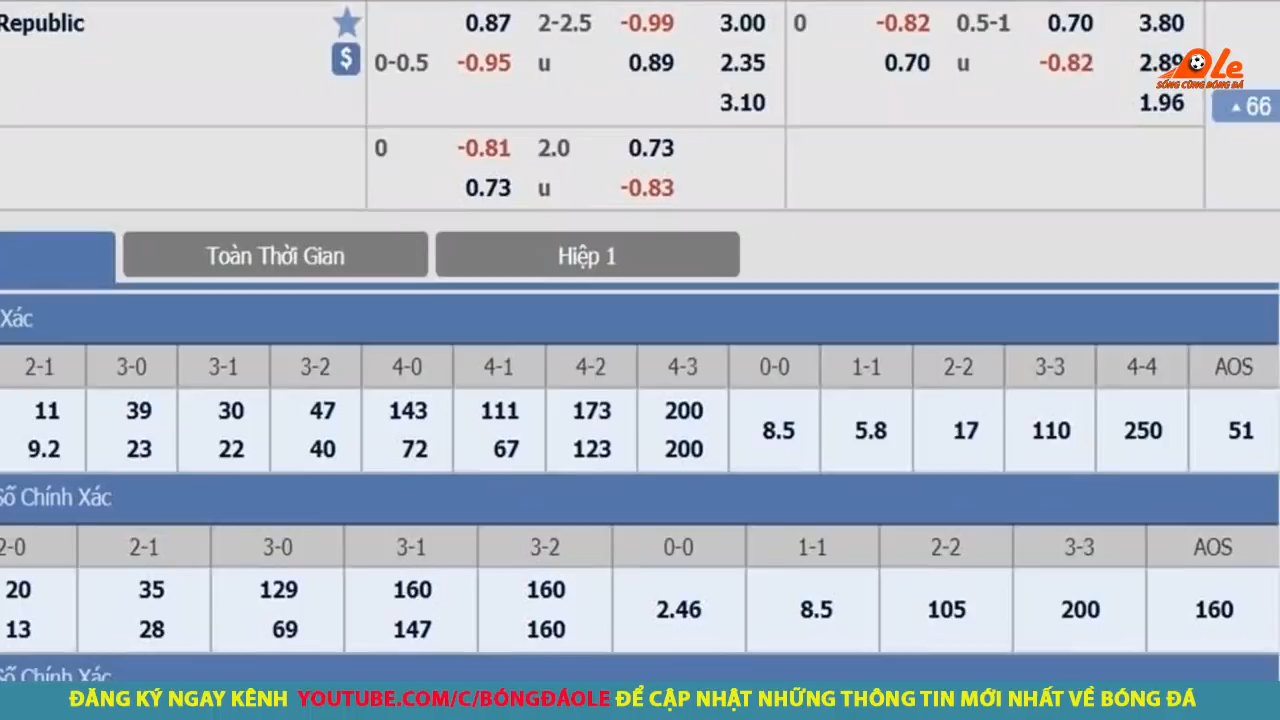 Republic 0.87 2-2.5 -0.99 3.00 0 -0.82 0.5-1 0.70 3.80
$ 0-0.5 -0.95 u 0.89 2.35 0.70 u -0.82 2.89
Ole
SỐNG CÙNG BÓNG ĐÁ
3.10 1.96 66
0 -0.81 2.0 0.73
0.73 u -0.83
Toàn Thời Gian Hiệp 1
Xác
2-1 3-0 3-1 3-2 4-0 4-1 4-2 4-3 0-0 1-1 2-2 3-3 4-4 AOS
11 39 30 47 143 111 173 200
8.5 5.8 17 110 250 51
9.2 23 22 40 72 67 123 200
Số Chính Xác
2-0 2-1 3-0 3-1 3-2 0-0 1-1 2-2 3-3 AOS
20 35 129 160 160
2.46 8.5 105 200 160
13 28 69 147 160
Số Chính Xác
ĐĂNG KÝ NGAY KÊNH YOUTUBE.COM/C/BÓNGĐÁOLE ĐỂ CẬP NHẬT NHỮNG THÔNG TIN MỚI NHẤT VỀ BÓNG ĐÁ